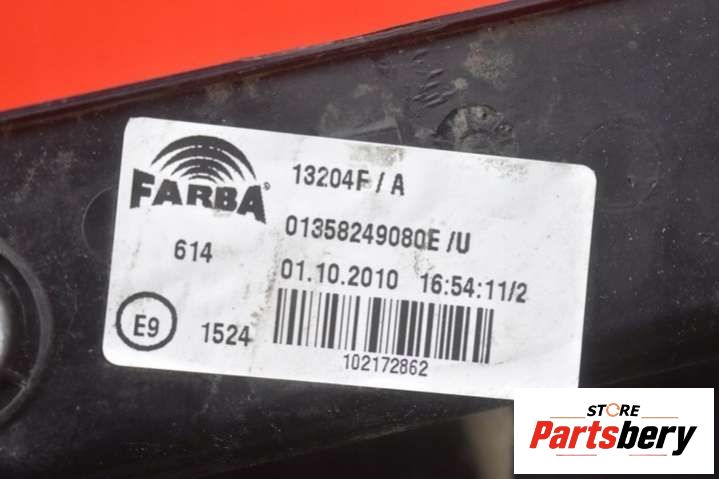 FARBA®
13204F / A
01358249080E /U
614
01.10.2010 16:54:11/2
E9
1524
102172862
STORE
Partsbery